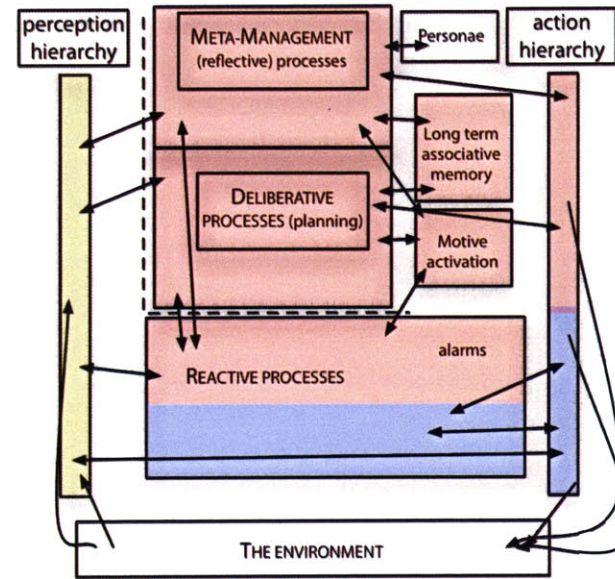 perception
hierarchy
META-MANAGEMENT
(reflective) processes
Personae
action
hierarchy
Long term
associative
memory
DELIBERATIVE
PROCESSES (planning)
Motive
activation
alarms
REACTIVE PROCESSES
THE ENVIRONMENT